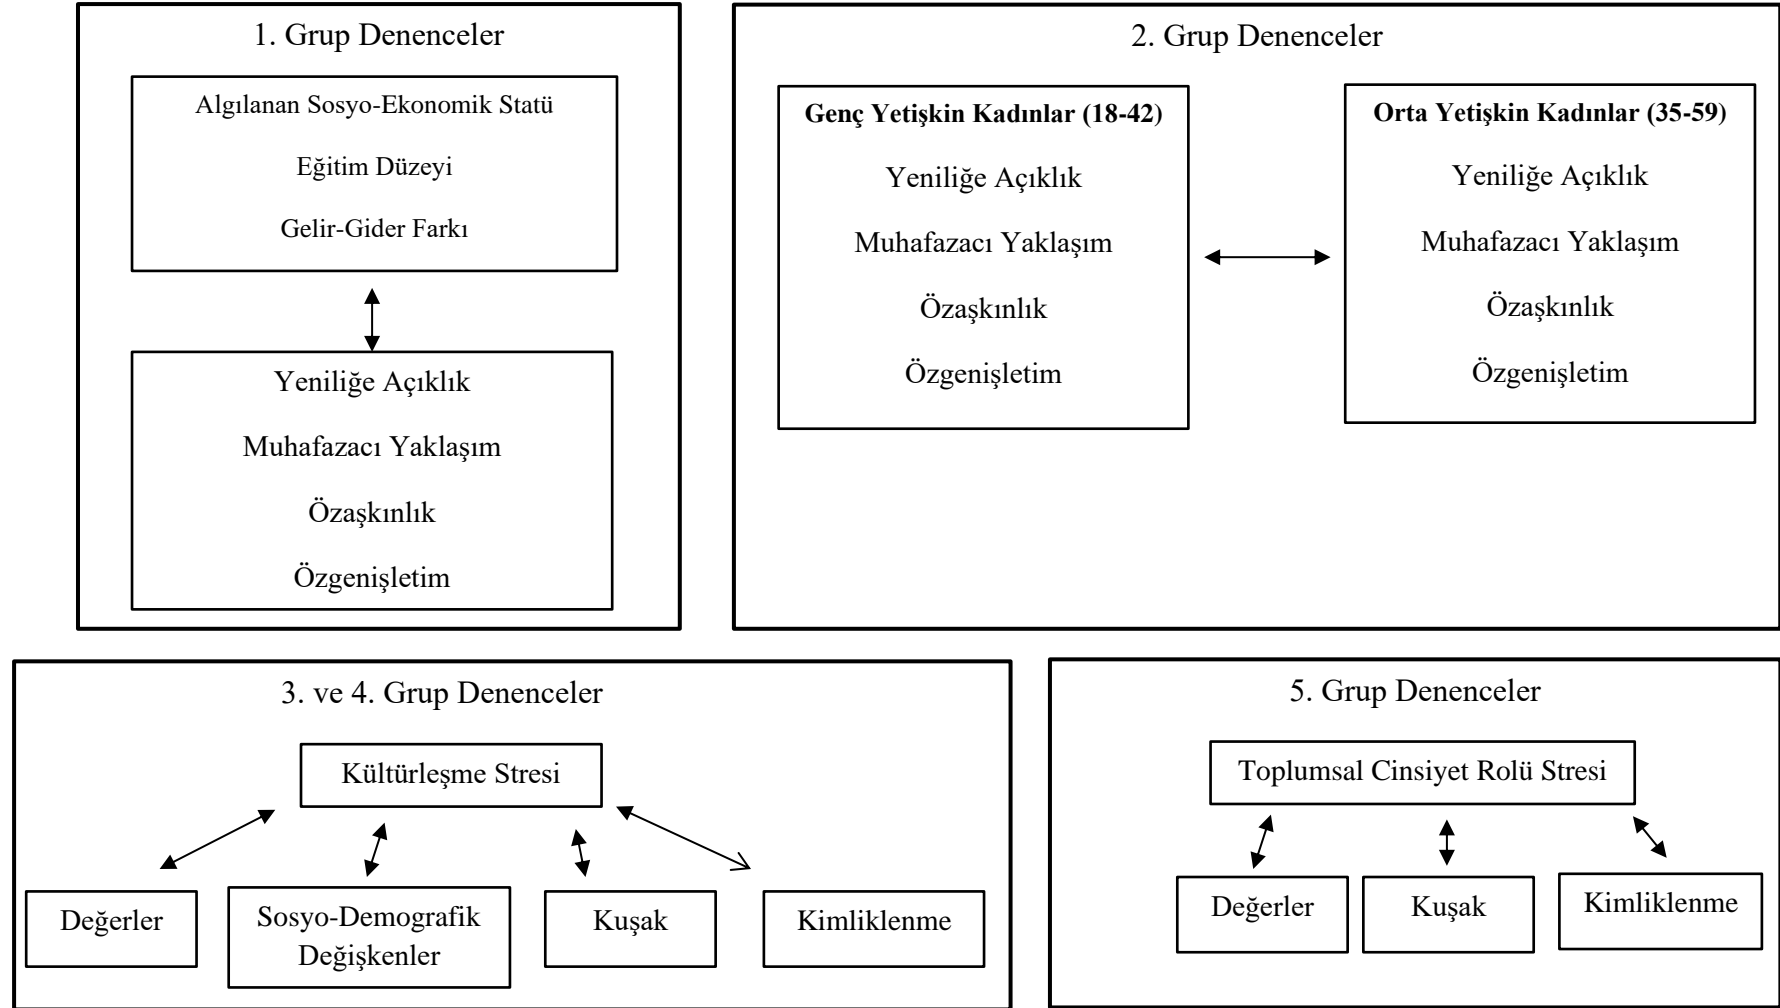 1. Grup Denenceler
Algılanan Sosyo-Ekonomik Statü
Eğitim Düzeyi
Gelir-Gider Farkı
Yeniliğe Açıklık
Muhafazacı Yaklaşım
Özaşkınlık
Özgenişletim
2. Grup Denenceler
Genç Yetişkin Kadınlar (18-42)
Yeniliğe Açıklık
Muhafazacı Yaklaşım
Özaşkınlık
Özgenişletim
Orta Yetişkin Kadınlar (35-59)
Yeniliğe Açıklık
Muhafazacı Yaklaşım
Özaşkınlık
Özgenişletim
3. ve 4. Grup Denenceler
Kültürleşme Stresi
Değerler
Sosyo-Demografik
Değişkenler
Kuşak
Kimliklenme
5. Grup Denenceler
Toplumsal Cinsiyet Rolü Stresi
Değerler
Kuşak
Kimliklenme